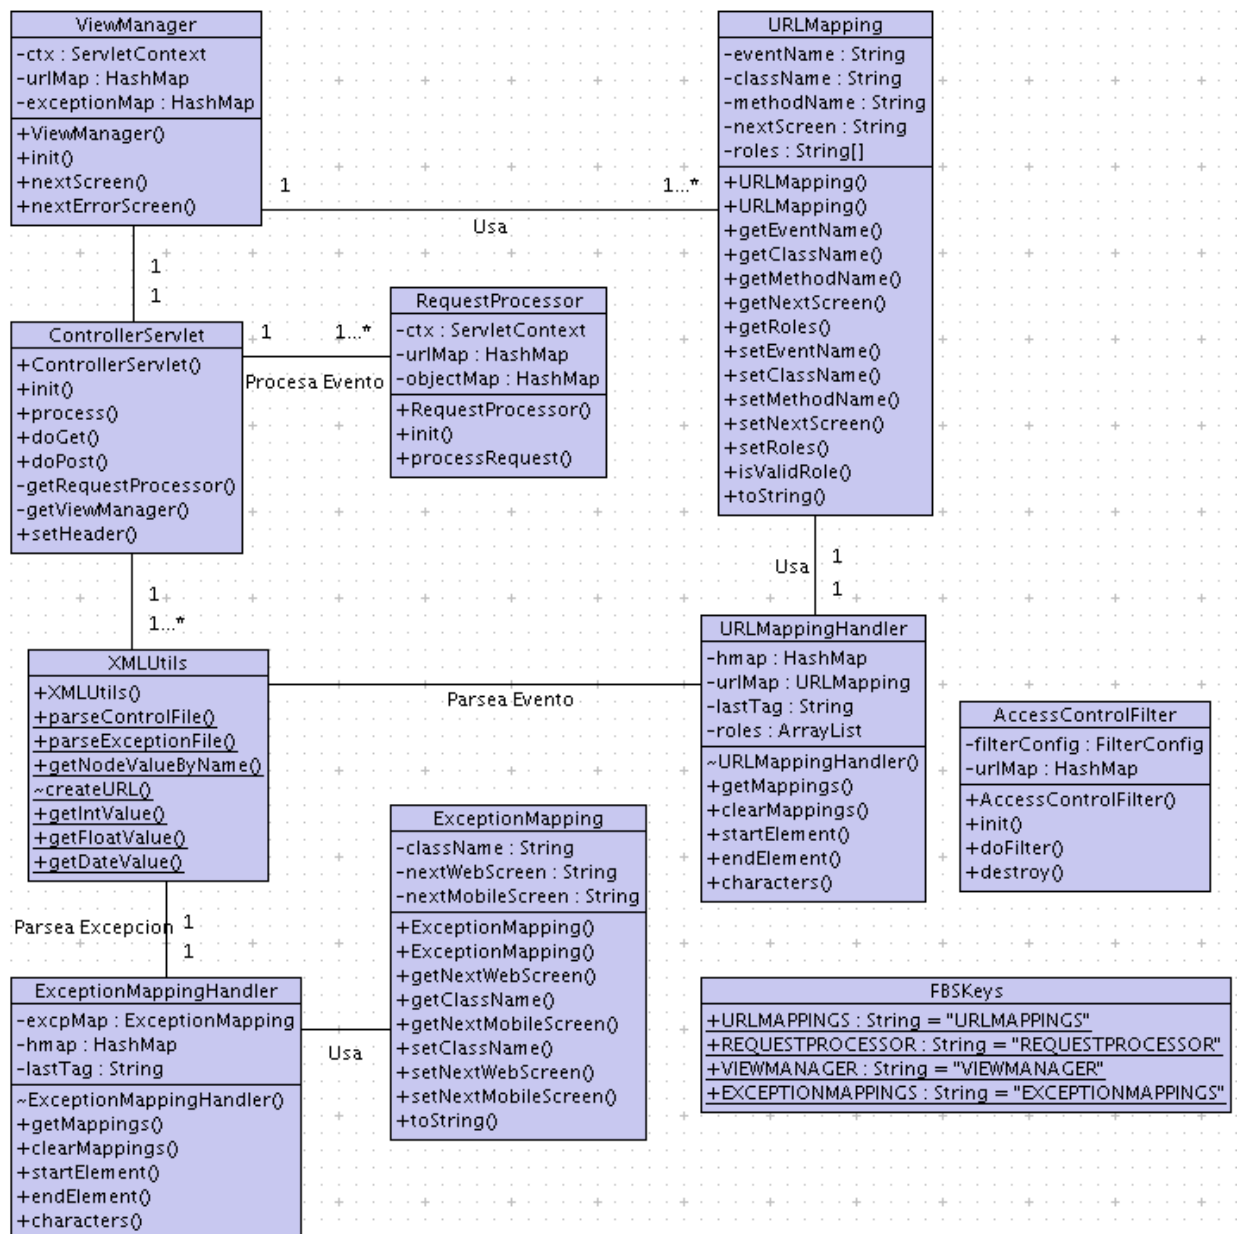 ViewManager
-ctx : ServletContext
-urlMap : HashMap
-exceptionMap : HashMap
+ViewManager()
+init()
+nextScreen()
+nextErrorScreen()
1
1...*
Usa
URLMapping
-eventName : String
-className : String
-methodName : String
-nextScreen : String
-roles : String[]
+URLMapping()
+URLMapping()
+getEventName()
+getClassName()
+getMethodName()
+getNextScreen()
+getRoles()
+setEventName()
+setClassName()
+setMethodName()
+setNextScreen()
+setRoles()
+isValidRole()
+toString()
1
1
ControllerServlet
+ControllerServlet()
+init()
+process()
+doGet()
+doPost()
-getRequestProcessor()
-getViewManager()
+setHeader()
1
1...*
Procesa Evento
RequestProcessor
-ctx : ServletContext
-urlMap : HashMap
-objectMap : HashMap
+RequestProcessor()
+init()
+processRequest()
Usa
1
1
1
1...*
XMLUtils
+XMLUtils()
+parseControlFile()
+parseExceptionFile()
+getNodeValueByName()
~createURL()
+getIntValue()
+getFloatValue()
+getDateValue()
Parsea Evento
URLMappingHandler
-hmap : HashMap
-urlMap : URLMapping
-lastTag : String
-roles : ArrayList
~URLMappingHandler()
+getMappings()
+clearMappings()
+startElement()
+endElement()
+characters()
AccessControlFilter
-filterConfig : FilterConfig
-urlMap : HashMap
+AccessControlFilter()
+init()
+doFilter()
+destroy()
Parsea Excepcion
1
1
ExceptionMapping
-className : String
-nextWebScreen : String
-nextMobileScreen : String
+ExceptionMapping()
+ExceptionMapping()
+getNextWebScreen()
+getClassName()
+getNextMobileScreen()
+setClassName()
+setNextWebScreen()
+setNextMobileScreen()
+toString()
ExceptionMappingHandler
-excpMap : ExceptionMapping
-hmap : HashMap
-lastTag : String
~ExceptionMappingHandler()
+getMappings()
+clearMappings()
+startElement()
+endElement()
+characters()
Usa
FBSKeys
+URLMAPPINGS : String = "URLMAPPINGS"
+REQUESTPROCESSOR : String = "REQUESTPROCESSOR"
+VIEWMANAGER : String = "VIEWMANAGER"
+EXCEPTIONMAPPINGS : String = "EXCEPTIONMAPPINGS"